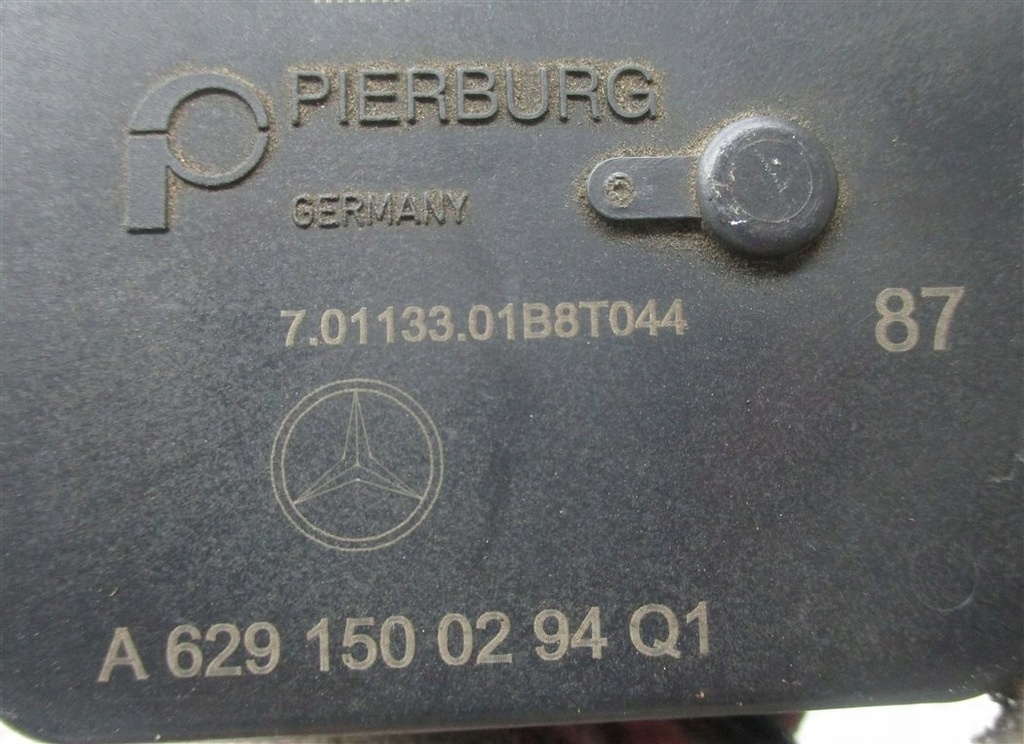 PIERBURG
GERMANY
7.01133.01B8T044
87
A 629 150 02 94 Q1